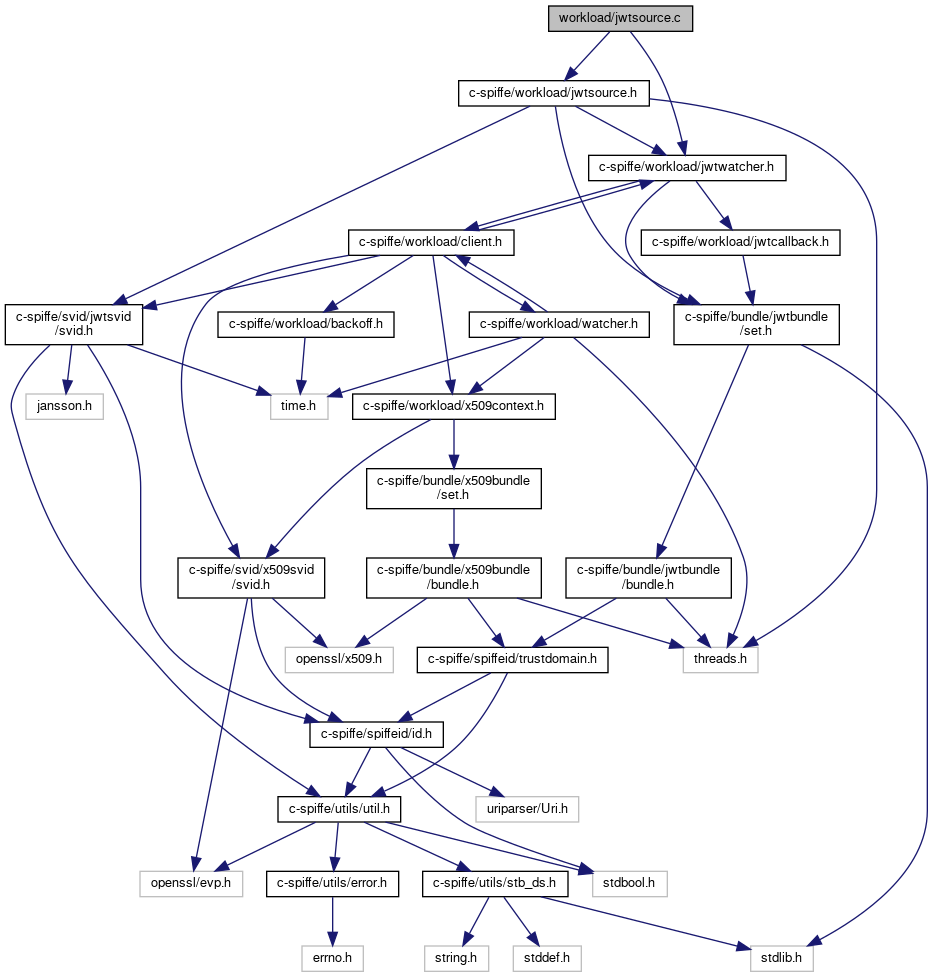 workload/jwtsource.c
c-spiffe/workload/jwtsource.h
c-spiffe/workload/jwtwatcher.h
c-spiffe/workload/client.h
c-spiffe/workload/jwtcallback.h
c-spiffe/svid/jwtsvid
/svid.h
c-spiffe/workload/backoff.h
c-spiffe/workload/watcher.h
c-spiffe/bundle/jwtbundle
/set.h
jansson.h
time.h
c-spiffe/workload/x509context.h
c-spiffe/bundle/x509bundle
/set.h
c-spiffe/svid/x509svid
/svid.h
c-spiffe/bundle/x509bundle
/bundle.h
c-spiffe/bundle/jwtbundle
/bundle.h
openssl/x509.h
c-spiffe/spiffeid/trustdomain.h
threads.h
c-spiffe/spiffeid/id.h
c-spiffe/utils/util.h
uriparser/Uri.h
openssl/evp.h
c-spiffe/utils/error.h
c-spiffe/utils/stb_ds.h
stdbool.h
errno.h
string.h
stddef.h
stdlib.h